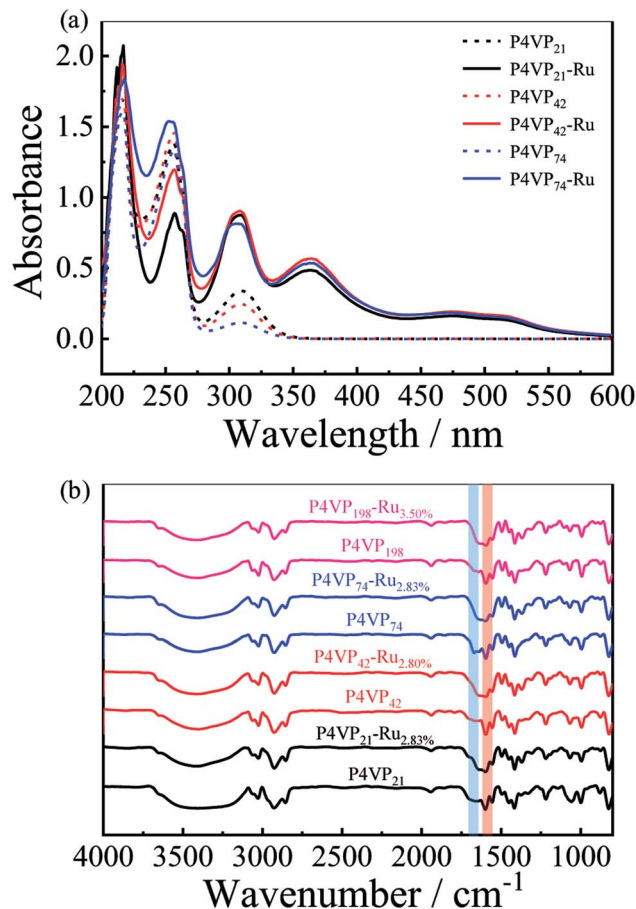 (a)
P4VP21
P4VP21-Ru
P4VP42
P4VP42-Ru
P4VP74
P4VP74-Ru
2.0
1.5
1.0
0.5
0.0
Absorbance
200 250 300 350 400 450 500 550 600
Wavelength / nm
(b)
P4VP198-Ru3.50%
P4VP198
P4VP74-Ru2.83%
P4VP74
P4VP42-Ru2.80%
P4VP42
P4VP21-Ru2.83%
P4VP21
4000 3500 3000 2500 2000 1500 1000
Wavenumber / cm-1